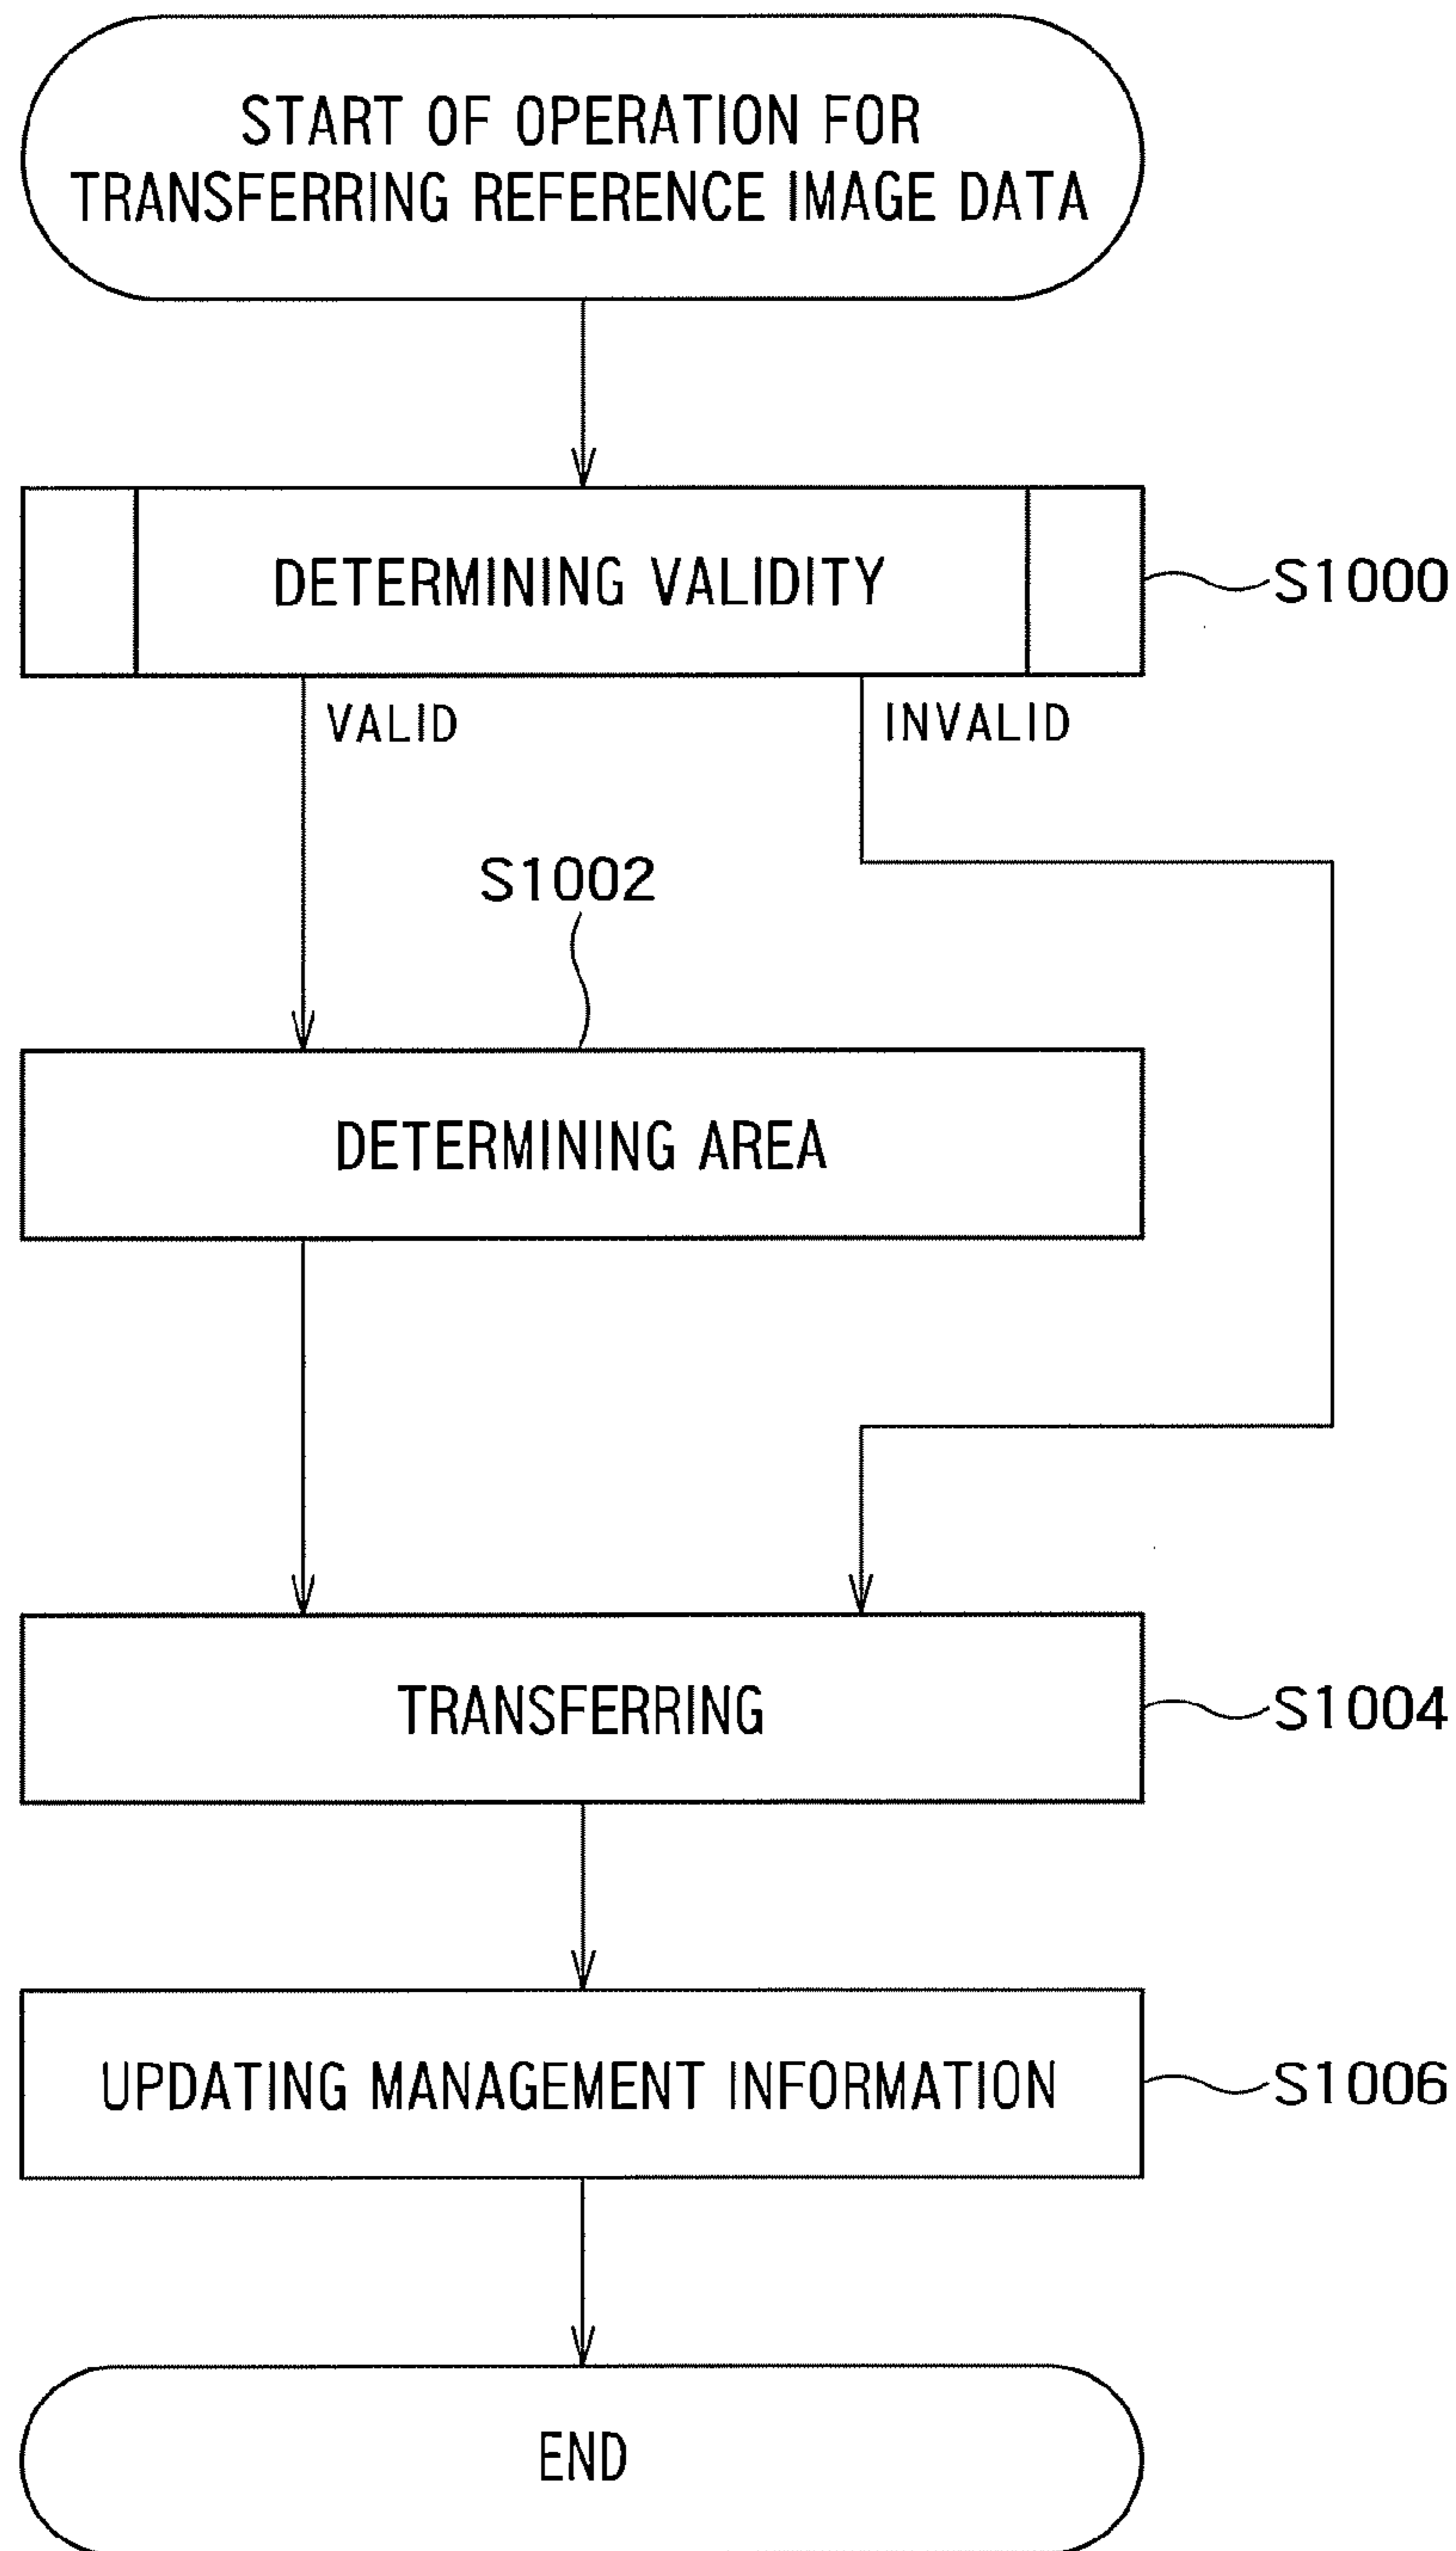 START OF OPERATION FOR
TRANSFERRING REFERENCE IMAGE DATA
DETERMINING VALIDITY
S1000
VALID
INVALID
S1002
DETERMINING AREA
TRANSFERRING
S1004
UPDATING MANAGEMENT INFORMATION
S1006
END